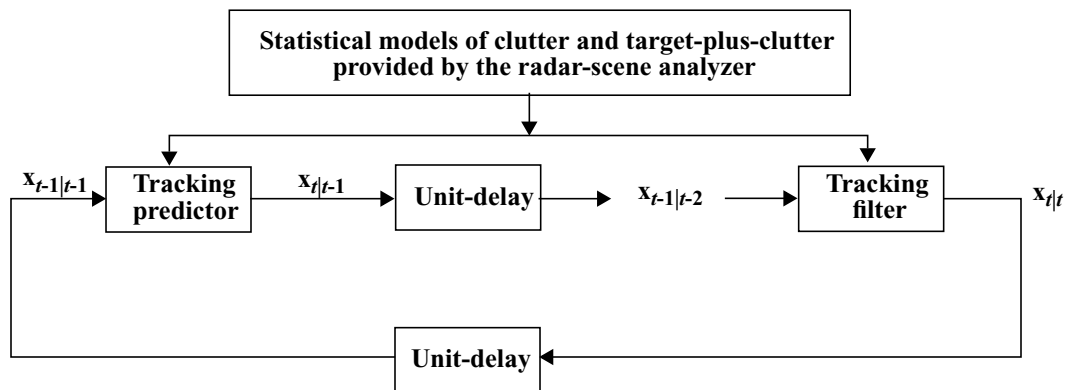 Statistical models of clutter and target-plus-clutter
provided by the radar-scene analyzer
x_{t-1|t-1}
Tracking
predictor
x_{t|t-1}
Unit-delay
x_{t-1|t-2}
Tracking
filter
x_{t|t}
Unit-delay